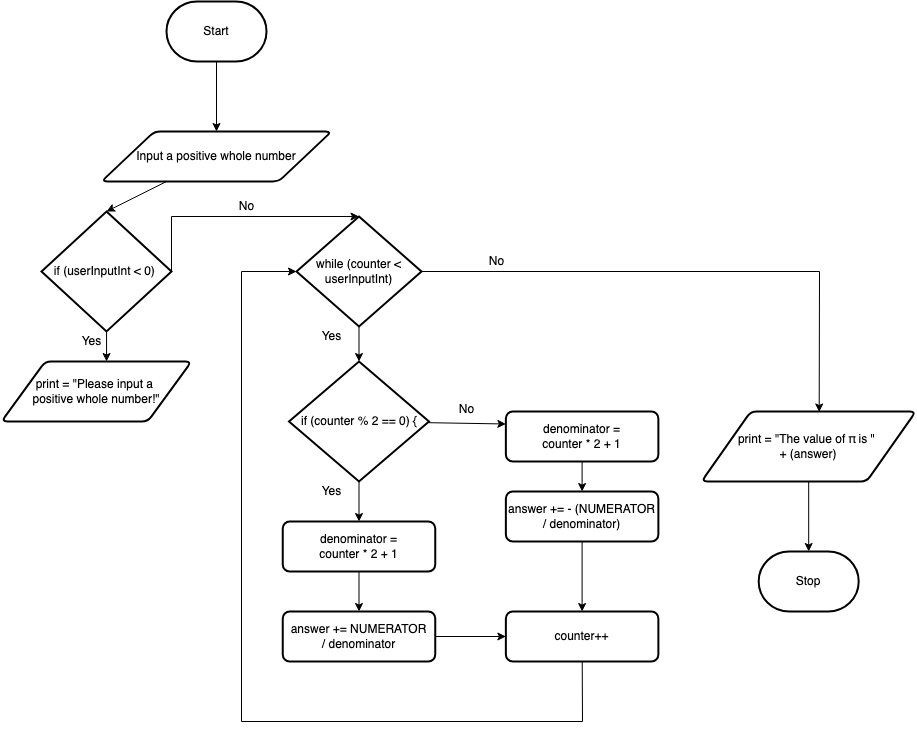 Start
Input a positive whole number
No
if (userInputInt < 0)
while (counter <
userInputInt)
No
Yes
Yes
print = "Please input a
positive whole number!"
if (counter % 2 == 0) {
No
denominator =
counter * 2 + 1
print = "The value of π is "
+ (answer)
Yes
answer += - (NUMERATOR
/ denominator)
denominator =
counter * 2 + 1
Stop
answer += NUMERATOR
/ denominator
counter++